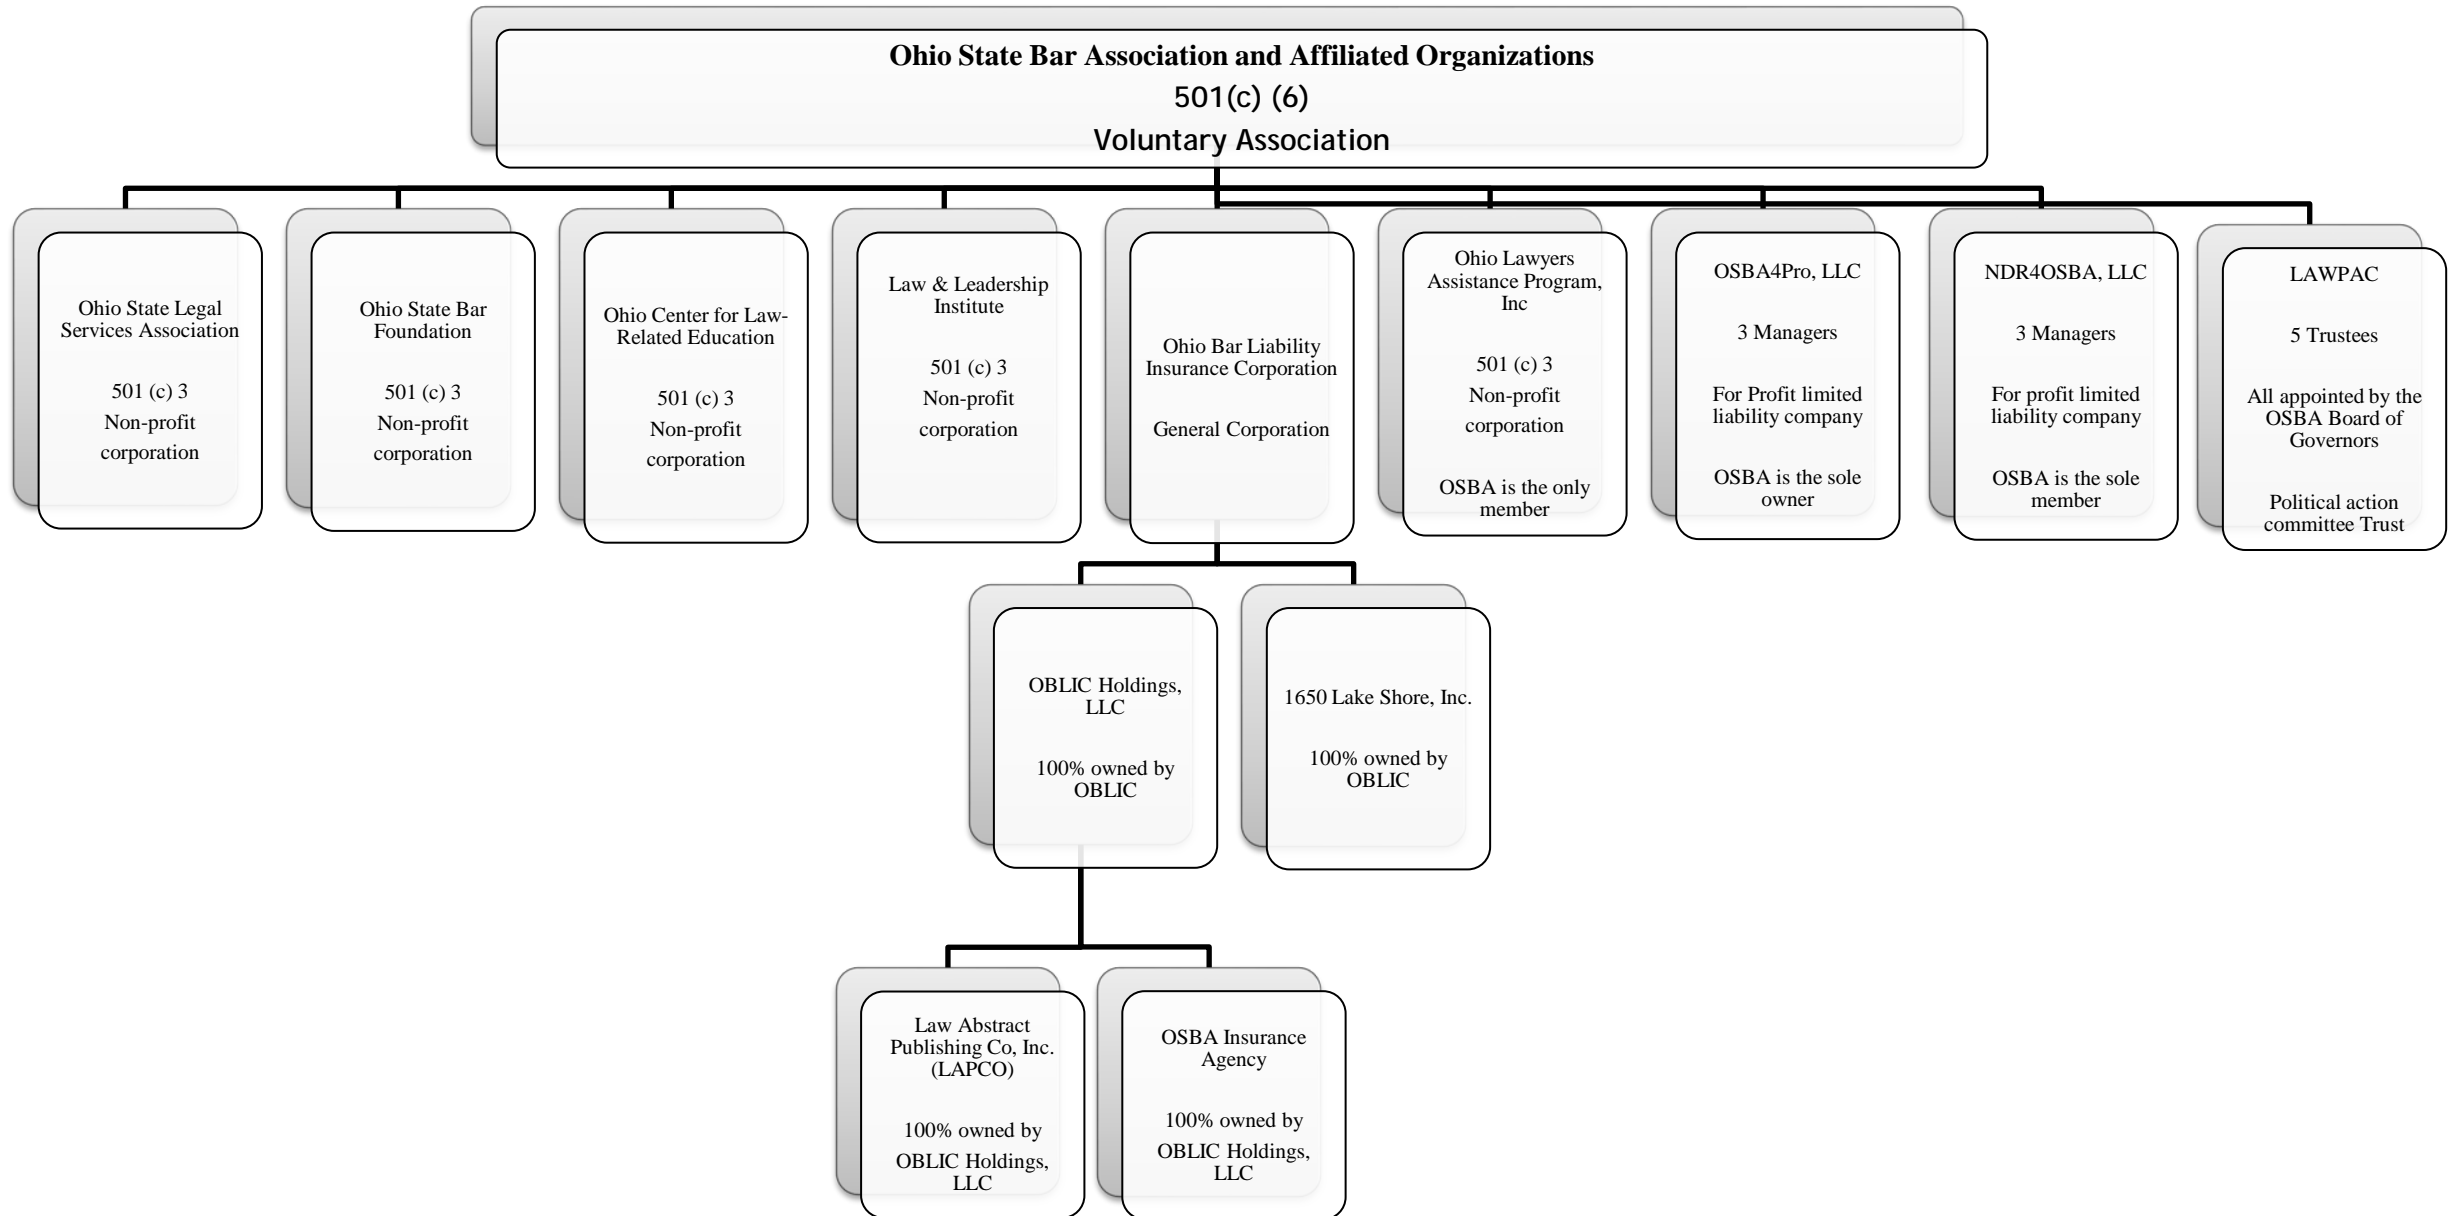 Ohio State Bar Association and Affiliated Organizations
501(c) (6)
Voluntary Association
Ohio State Legal
Services Association
501 (c) 3
Non-profit
corporation
Ohio State Bar
Foundation
501 (c) 3
Non-profit
corporation
Ohio Center for Law-
Related Education
501 (c) 3
Non-profit
corporation
Law & Leadership
Institute
501 (c) 3
Non-profit
corporation
Ohio Bar Liability
Insurance Corporation
General Corporation
Ohio Lawyers
Assistance Program,
Inc
501 (c) 3
Non-profit
corporation
OSBA is the only
member
OSBA4Pro, LLC
3 Managers
For Profit limited
liability company
OSBA is the sole
owner
NDR4OSBA, LLC
3 Managers
For profit limited
liability company
OSBA is the sole
member
LAWPAC
5 Trustees
All appointed by the
OSBA Board of
Governors
Political action
committee Trust
OBLIC Holdings,
LLC
100% owned by
OBLIC
1650 Lake Shore, Inc.
100% owned by
OBLIC
Law Abstract
Publishing Co, Inc.
(LAPCO)
100% owned by
OBLIC Holdings,
LLC
OSBA Insurance
Agency
100% owned by
OBLIC Holdings,
LLC